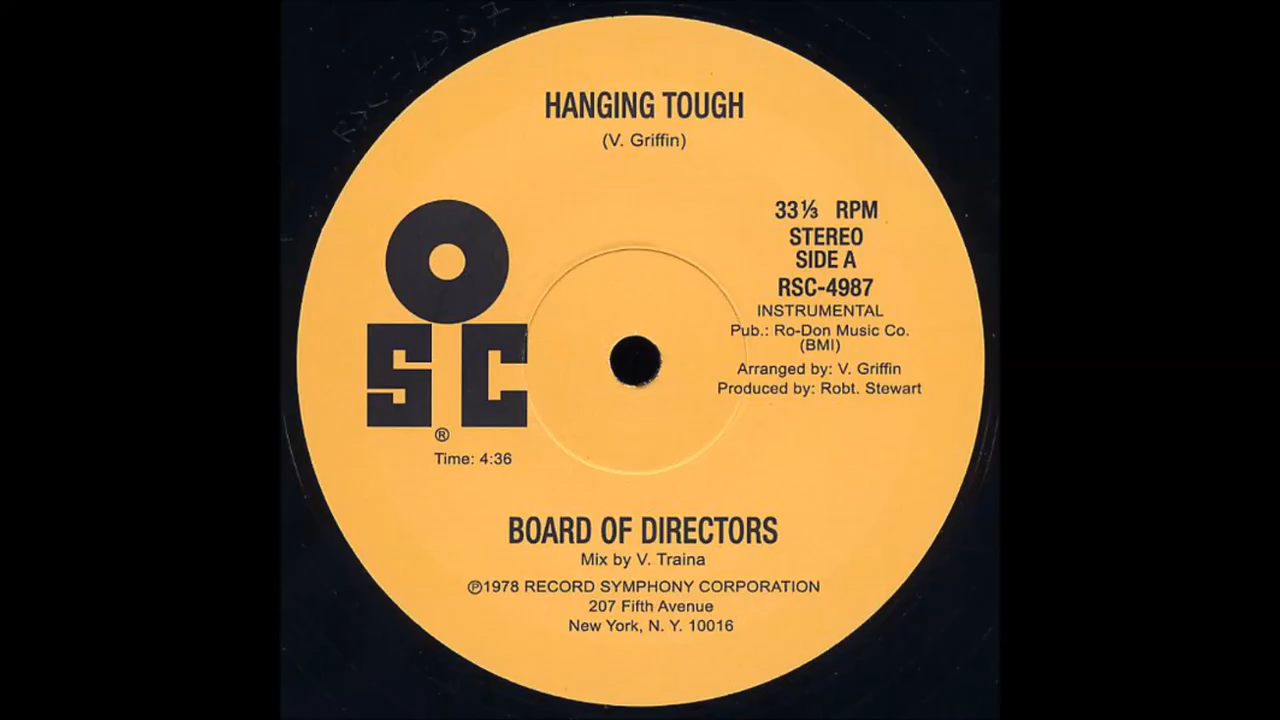 HANGING TOUGH
(V. Griffin)
33⅓ RPM
STEREO
SIDE A
RSC-4987
INSTRUMENTAL
Pub.: Ro-Don Music Co.
(BMI)
Arranged by: V. Griffin
Produced by: Robt. Stewart
SC
®
Time: 4:36
BOARD OF DIRECTORS
Mix by V. Traina
℗1978 RECORD SYMPHONY CORPORATION
207 Fifth Avenue
New York, N. Y. 10016